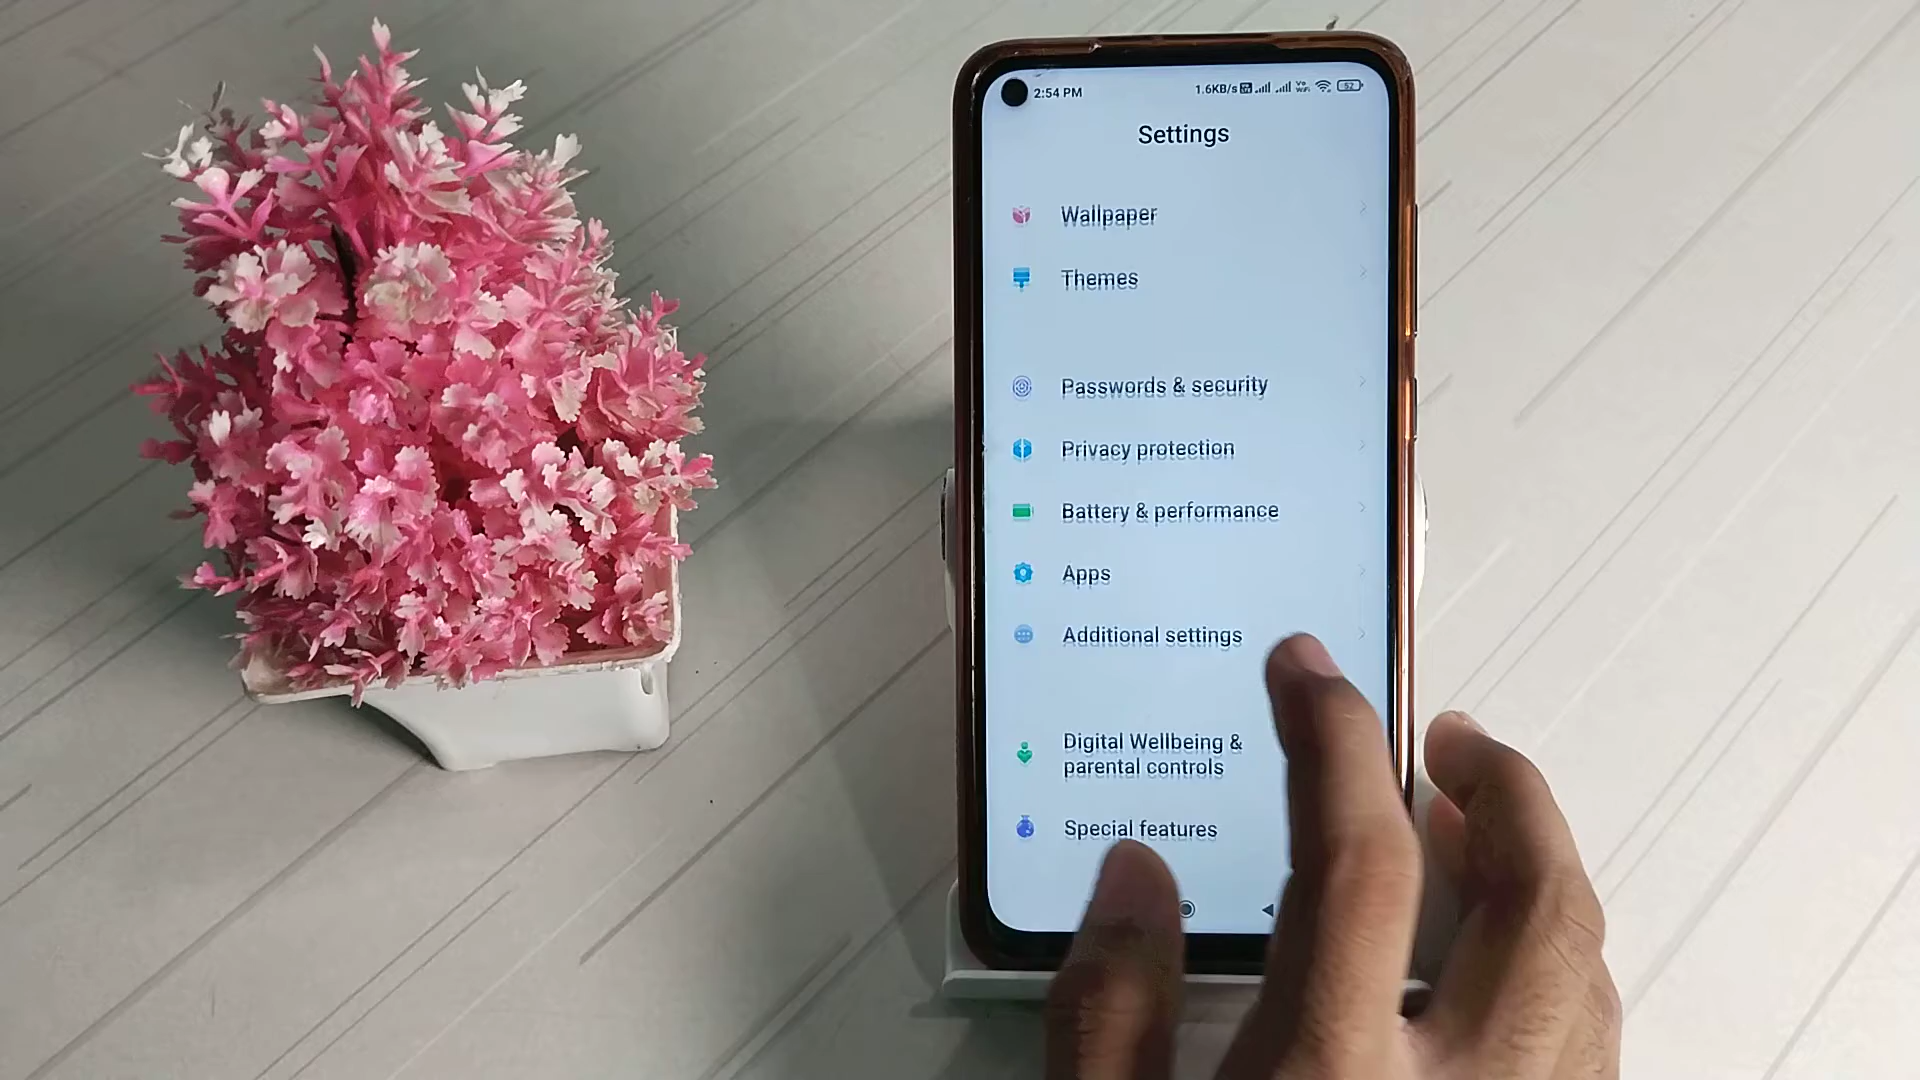 2:54 PM
1.6KB/s
52
Settings
Wallpaper
Themes
Passwords & security
Privacy protection
Battery & performance
Apps
Additional settings
Digital Wellbeing &
parental controls
Special features